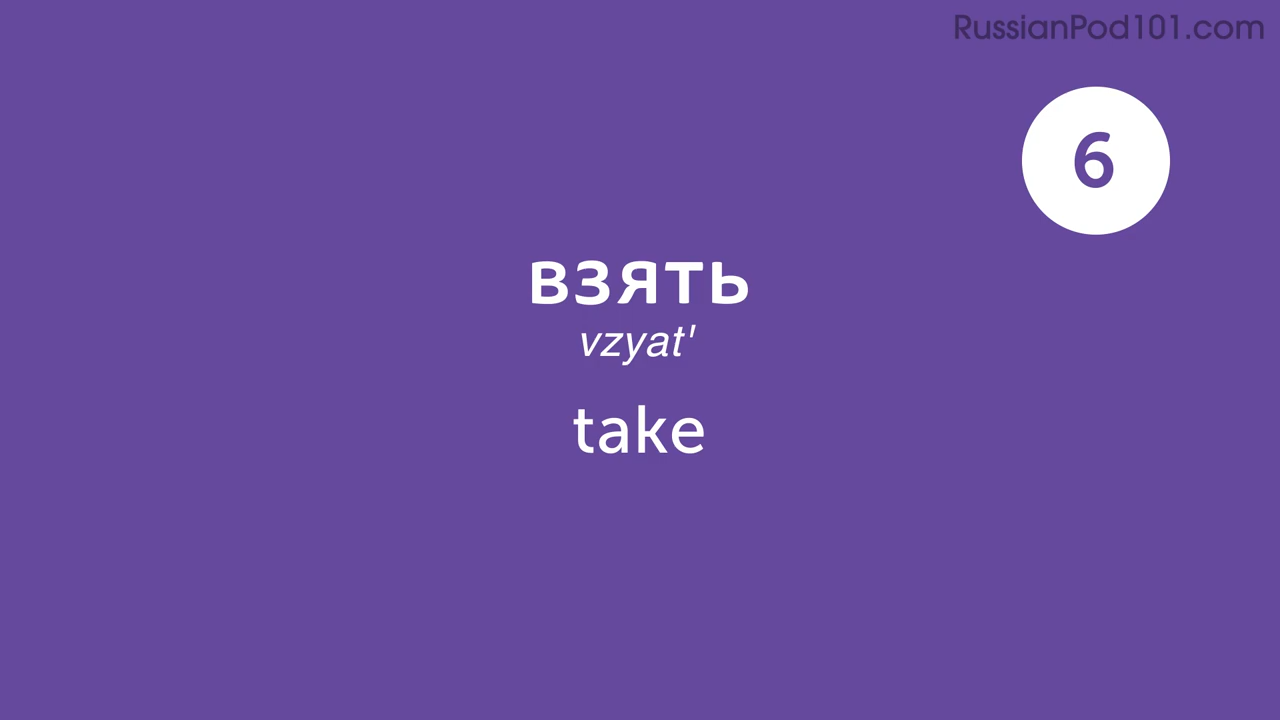 RussianPod101.com
6
взять
vzyat'
take